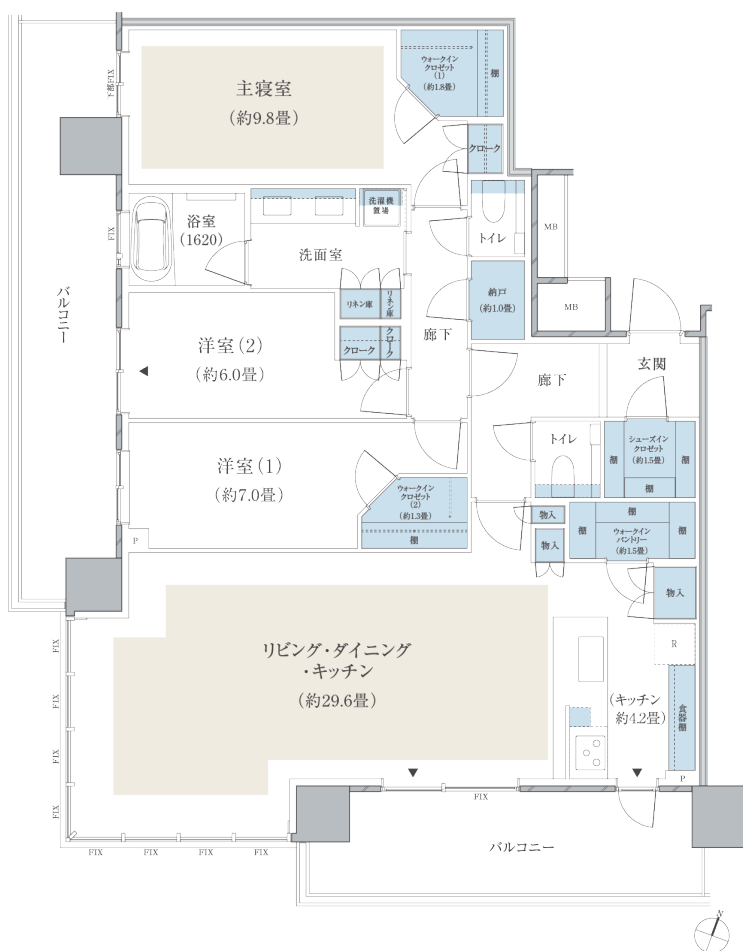 下部FIX
主寝室
(約9.8畳)
ウォークイン
クロゼット
(1)
(約1.8畳)
棚
クローク
浴室
(1620)
洗濯機
置場
洗面室
トイレ
MB
MB
FIX
バルコニー
リネン庫
リネン庫
納戸
(約1.0畳)
廊下
洋室(2)
(約6.0畳)
クローク
クローク
廊下
玄関
洋室(1)
(約7.0畳)
ウォークイン
クロゼット
(2)
(約1.3畳)
棚
トイレ
シューズイン
クロゼット
(約1.5畳)
棚
棚
棚
P
物入
物入
棚
棚
棚
ウォークイン
パントリー
(約1.5畳)
物入
リビング・ダイニング
・キッチン
(約29.6畳)
R
(キッチン
約4.2畳)
食器棚
P
FIX
FIX
FIX
FIX
FIX
FIX
FIX
FIX
FIX
バルコニー
N